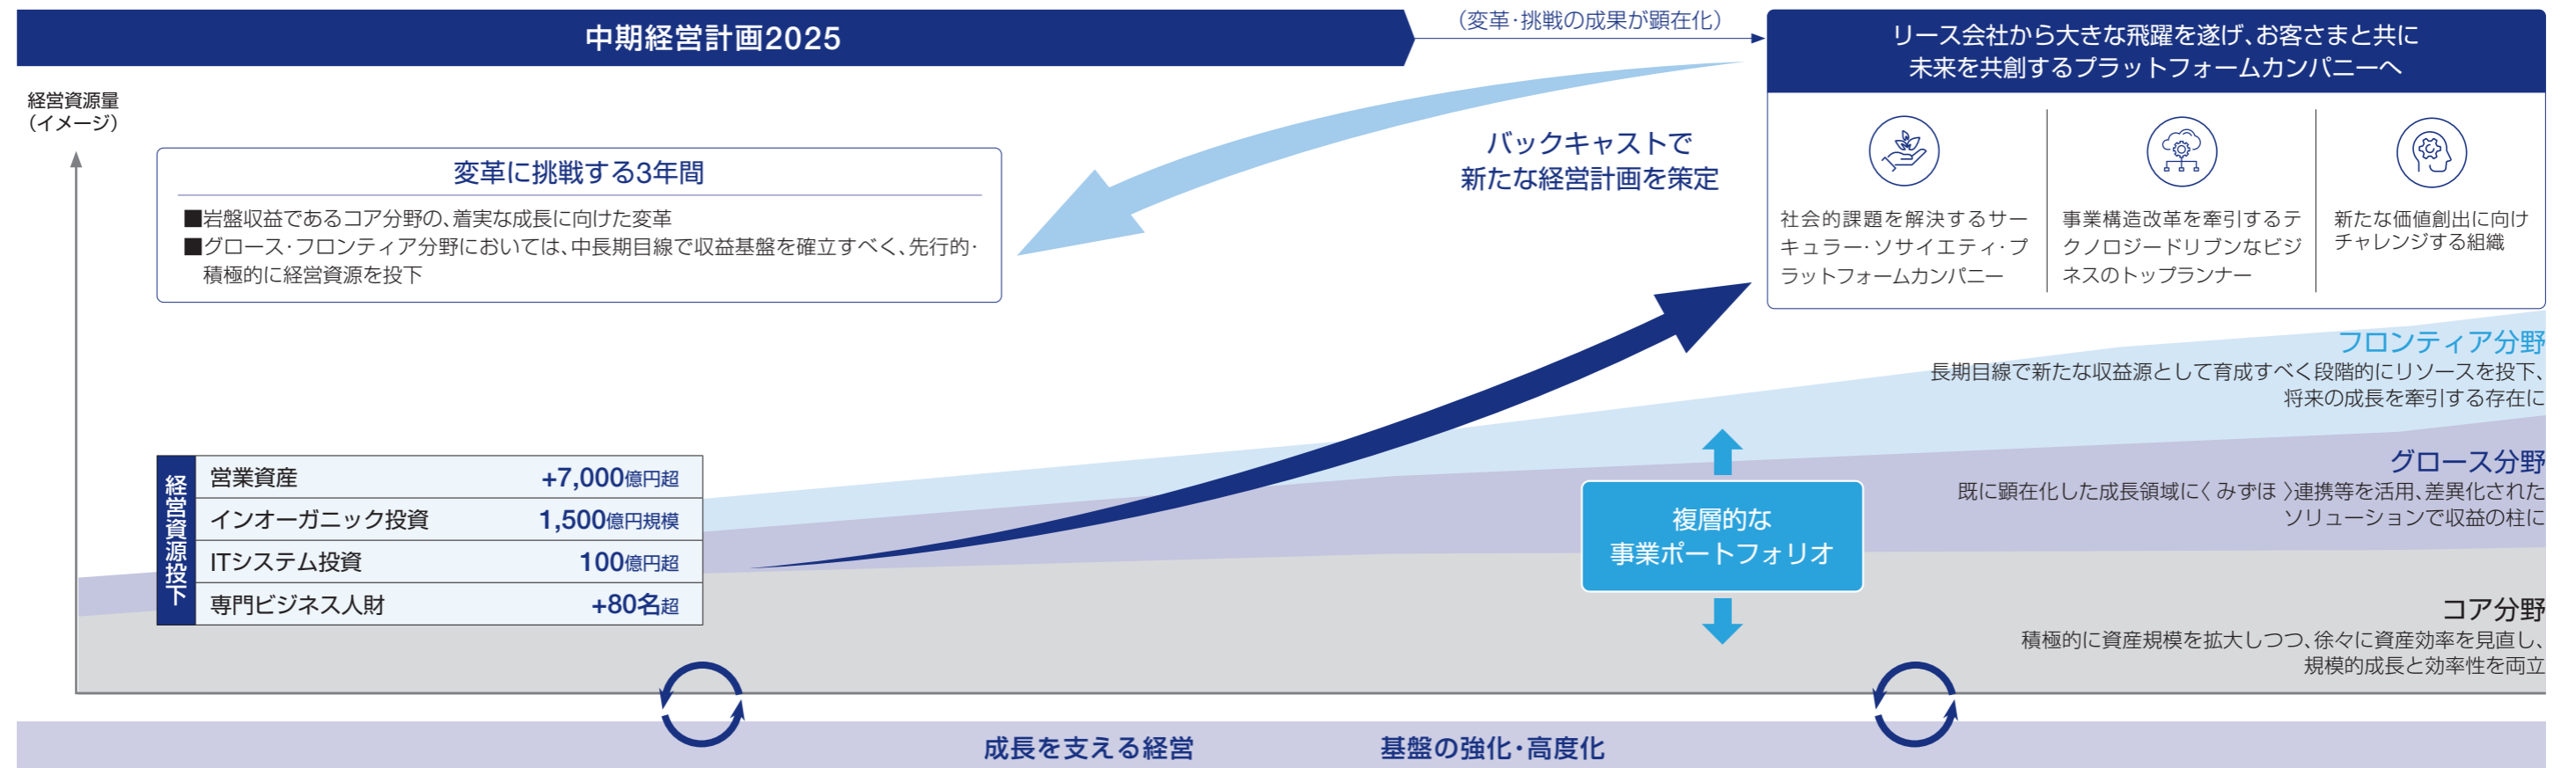 中期経営計画2025
（変革・挑戦の成果が顕在化）
リース会社から大きな飛躍を遂げ、お客さまと共に
未来を共創するプラットフォームカンパニーへ
経営資源量
（イメージ）
変革に挑戦する3年間
■岩盤収益であるコア分野の、着実な成長に向けた変革
■グロース・フロンティア分野においては、中長期目線で収益基盤を確立すべく、先行的・
積極的に経営資源を投下
バックキャストで
新たな経営計画を策定
社会的課題を解決するサー
キュラー・ソサイエティ・プ
ラットフォームカンパニー
事業構造改革を牽引するテ
クノロジードリブンなビジ
ネスのトップランナー
新たな価値創出に向け
チャレンジする組織
フロンティア分野
長期目線で新たな収益源として育成すべく段階的にリソースを投下、
将来の成長を牽引する存在に
経営資源投下
営業資産 +7,000億円超
インオーガニック投資 1,500億円規模
ITシステム投資 100億円超
専門ビジネス人財 +80名超
グロース分野
既に顕在化した成長領域に〈みずほ〉連携等を活用、差異化された
ソリューションで収益の柱に
複層的な
事業ポートフォリオ
コア分野
積極的に資産規模を拡大しつつ、徐々に資産効率を見直し、
規模的成長と効率性を両立
成長を支える経営 基盤の強化・高度化